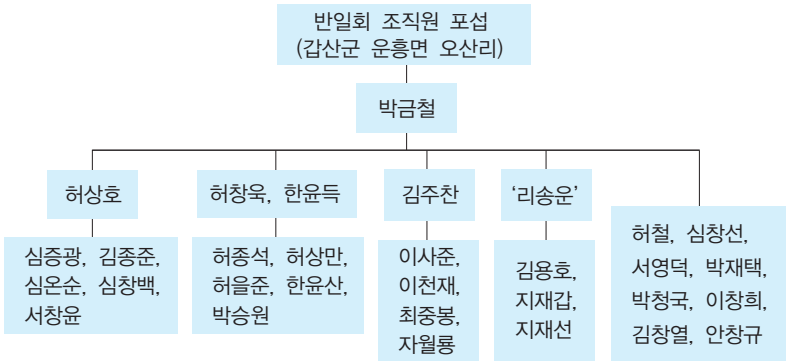 반일회 조직원 포섭
(갑산군 운흥면 오산리)
박금철
허상호
허창욱, 한윤득
김주찬
‘리송운’
심증광, 김종준,
심온순, 심창백,
서창윤
허종석, 허상만,
허을준, 한윤산,
박승원
이사준,
이천재,
최중봉,
자월룡
김용호,
지재갑,
지재선
허철, 심창선,
서영덕, 박재택,
박청국, 이창희,
김창열, 안창규